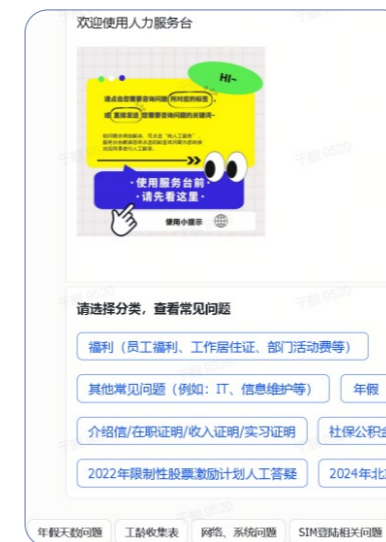 欢迎使用人力服务台
HI~
请点击您需要咨询问题所对应的标签,
或 直接发送 您需要咨询问题的关键词~
·使用服务台前·
·请先看这里·
使用小提示
请选择分类，查看常见问题
福利（员工福利、工作居住证、部门活动费等）
其他常见问题（例如：IT、信息维护等）
年假
介绍信/在职证明/收入证明/实习证明
社保公积金
2022年限制性股票激励计划人工答疑
2024年北京
年假天数问题
工龄收集表
网络、系统问题
SIM登陆相关问题